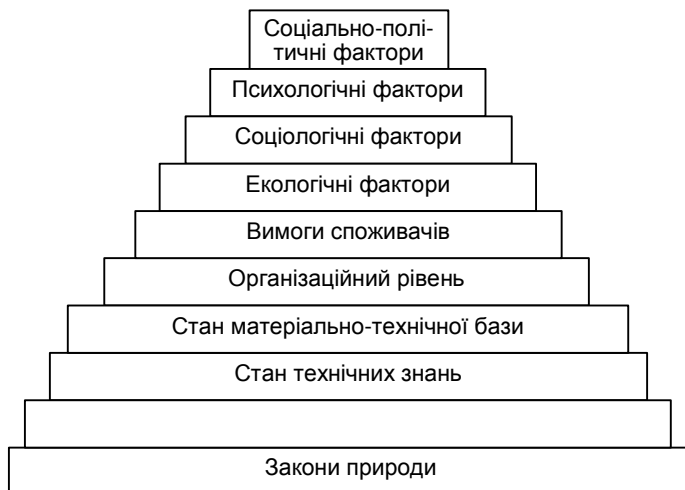 Соціально-полі-
тичні фактори
Психологічні фактори
Соціологічні фактори
Екологічні фактори
Вимоги споживачів
Організаційний рівень
Стан матеріально-технічної бази
Стан технічних знань
Закони природи